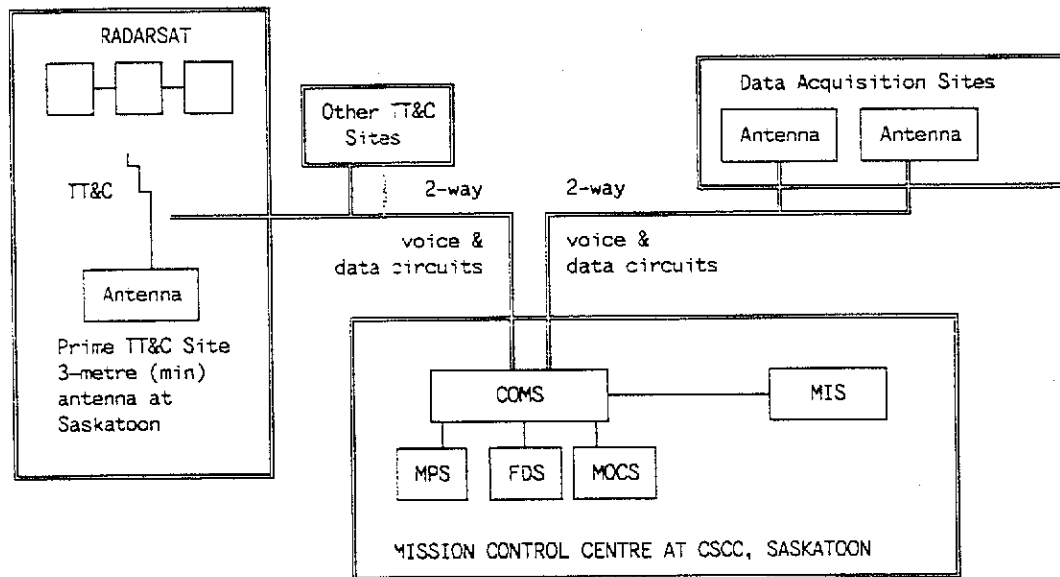 RADARSAT
TT&C
Antenna
Prime TT&C Site
3-metre (min)
antenna at
Saskatoon
Other TT&C
Sites
2-way
voice &
data circuits
2-way
voice &
data circuits
Data Acquisition Sites
Antenna
Antenna
COMS
MIS
MPS
FDS
MOCS
MISSION CONTROL CENTRE AT CSCC, SASKATOON